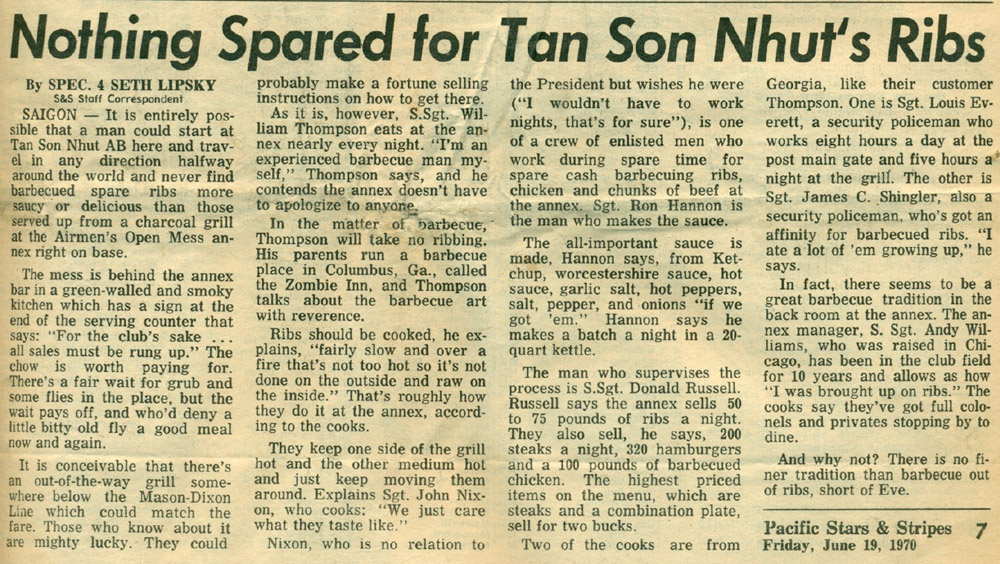 Nothing Spared for Tan Son Nhut's Ribs
By SPEC. 4 SETH LIPSKY
S&S Staff Correspondent
SAIGON — It is entirely pos-
sible that a man could start at
Tan Son Nhut AB here and trav-
el in any direction halfway
around the world and never find
barbecued spare ribs more
saucy or delicious than those
served up from a charcoal grill
at the Airmen's Open Mess an-
nex right on base.
The mess is behind the annex
bar in a green-walled and smoky
kitchen which has a sign at the
end of the serving counter that
says: "For the club's sake ...
all sales must be rung up." The
chow is worth paying for.
There's a fair wait for grub and
some flies in the place, but the
wait pays off, and who'd deny a
little bitty old fly a good meal
now and again.
It is conceivable that there's
an out-of-the-way grill some-
where below the Mason-Dixon
Line which could match the
fare. Those who know about it
are mighty lucky. They could
probably make a fortune selling
instructions on how to get there.
As it is, however, S.Sgt. Wil-
liam Thompson eats at the an-
nex nearly every night. "I'm an
experienced barbecue man my-
self," Thompson says, and he
contends the annex doesn't have
to apologize to anyone.
In the matter of barbecue,
Thompson will take no ribbing.
His parents run a barbecue
place in Columbus, Ga., called
the Zombie Inn, and Thompson
talks about the barbecue art
with reverence.
Ribs should be cooked, he ex-
plains, "fairly slow and over a
fire that's not too hot so it's not
done on the outside and raw on
the inside." That's roughly how
they do it at the annex, accord-
ing to the cooks.
They keep one side of the grill
hot and the other medium hot
and just keep moving them
around. Explains Sgt. John Nix-
on, who cooks: "We just care
what they taste like."
Nixon, who is no relation to
the President but wishes he were
("I wouldn't have to work
nights, that's for sure"), is one
of a crew of enlisted men who
work during spare time for
spare cash barbecuing ribs,
chicken and chunks of beef at
the annex. Sgt. Ron Hannon is
the man who makes the sauce.
The all-important sauce is
made, Hannon says, from Ket-
chup, worcestershire sauce, hot
sauce, garlic salt, hot peppers,
salt, pepper, and onions "if we
got 'em." Hannon says he
makes a batch a night in a 20-
quart kettle.
The man who supervises the
process is S.Sgt. Donald Russell.
Russell says the annex sells 50
to 75 pounds of ribs a night.
They also sell, he says, 200
steaks a night, 320 hamburgers
and a 100 pounds of barbecued
chicken. The highest priced
items on the menu, which are
steaks and a combination plate,
sell for two bucks.
Two of the cooks are from
Georgia, like their customer
Thompson. One is Sgt. Louis Ev-
erett, a security policeman who
works eight hours a day at the
post main gate and five hours a
night at the grill. The other is
Sgt. James C. Shingler, also a
security policeman, who's got an
affinity for barbecued ribs. "I
ate a lot of 'em growing up," he
says.
In fact, there seems to be a
great barbecue tradition in the
back room at the annex. The an-
nex manager, S. Sgt. Andy Wil-
liams, who was raised in Chi-
cago, has been in the club field
for 10 years and allows as how
"I was brought up on ribs." The
cooks say they've got full colo-
nels and privates stopping by to
dine.
And why not? There is no fi-
ner tradition than barbecue out
of ribs, short of Eve.
Pacific Stars & Stripes 7
Friday, June 19, 1970